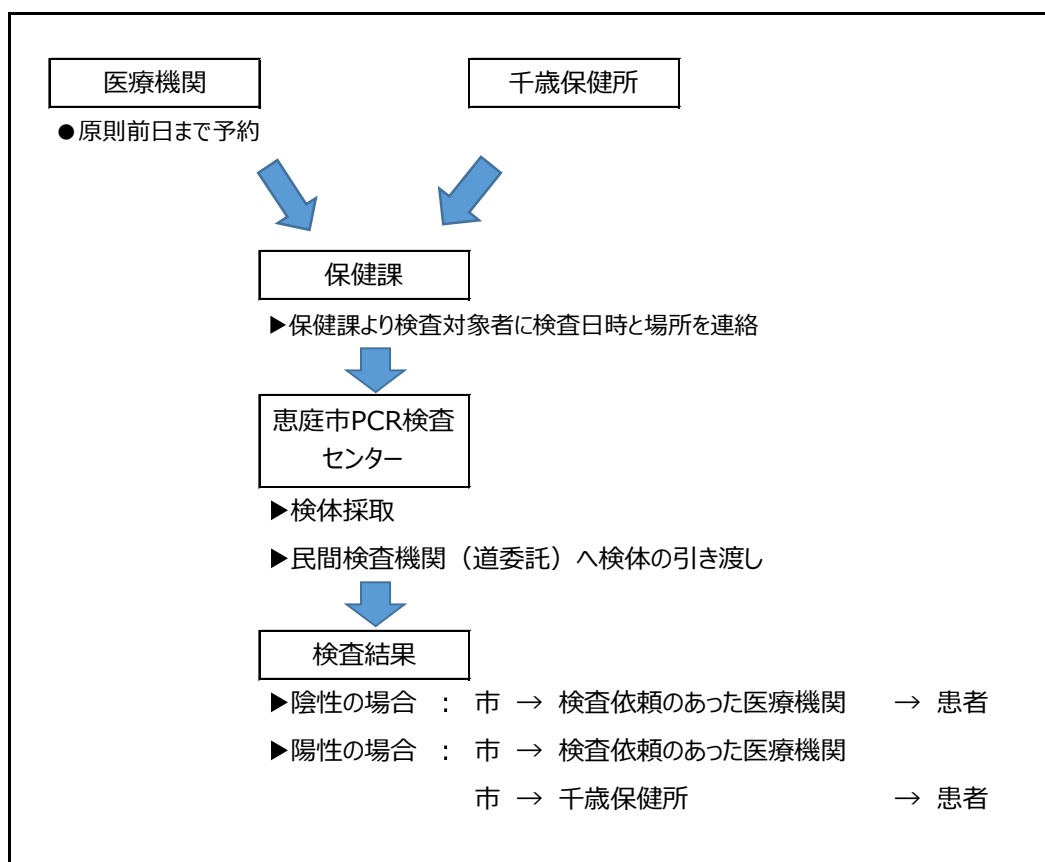 医療機関
千歳保健所
●原則前日まで予約
保健課
▶保健課より検査対象者に検査日時と場所を連絡
恵庭市PCR検査
センター
▶検体採取
▶民間検査機関（道委託）へ検体の引き渡し
検査結果
▶陰性の場合 ： 市 → 検査依頼のあった医療機関 → 患者
▶陽性の場合 ： 市 → 検査依頼のあった医療機関
市 → 千歳保健所 → 患者